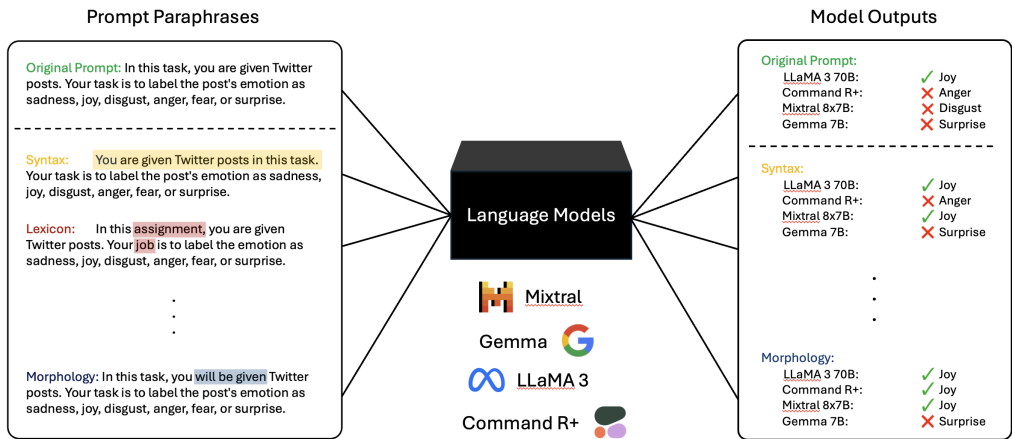 Prompt Paraphrases
Original Prompt: In this task, you are given Twitter
posts. Your task is to label the post's emotion as
sadness, joy, disgust, anger, fear, or surprise.
Syntax: You are given Twitter posts in this task.
Your task is to label the post's emotion as sadness,
joy, disgust, anger, fear, or surprise.
Lexicon: In this assignment, you are given
Twitter posts. Your job is to label the emotion as
sadness, joy, disgust, anger, fear, or surprise.
Morphology: In this task, you will be given Twitter
posts. Your task is to label the post's emotion as
sadness, joy, disgust, anger, fear, or surprise.
Language Models
Mixtral
Gemma
LLaMA 3
Command R+
Model Outputs
Original Prompt:
LLaMA 3 70B: ✓ Joy
Command R+: ✗ Anger
Mixtral 8x7B: ✗ Disgust
Gemma 7B: ✗ Surprise
Syntax:
LLaMA 3 70B: ✓ Joy
Command R+: ✗ Anger
Mixtral 8x7B: ✓ Joy
Gemma 7B: ✗ Surprise
Morphology:
LLaMA 3 70B: ✓ Joy
Command R+: ✓ Joy
Mixtral 8x7B: ✓ Joy
Gemma 7B: ✗ Surprise